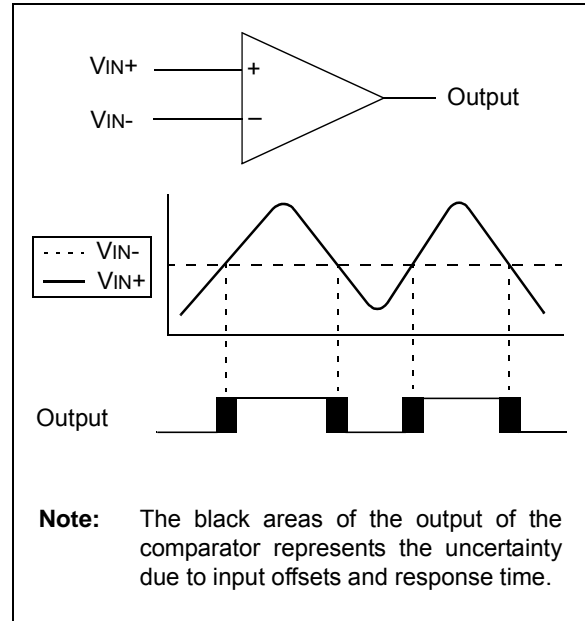 VIN+
+
Output
VIN-
–
VIN-
VIN+
Output
Note: The black areas of the output of the
comparator represents the uncertainty
due to input offsets and response time.